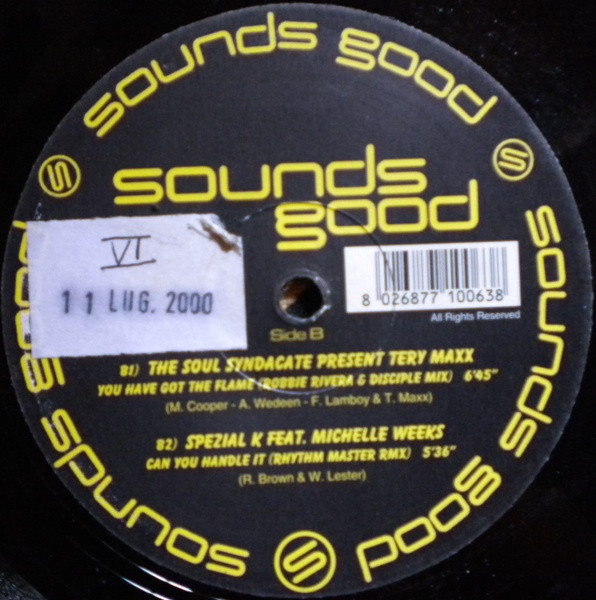 sounds good
sounds
good
VI
11 LUG. 2000
8 026877 100638
All Rights Reserved
Side B
B1) THE SOUL SYNDACATE PRESENT TERY MAXX
YOU HAVE GOT THE FLAME (ROBBIE RIVERA & DISCIPLE MIX) 6'45"
(M. Cooper - A. Wedeen - F. Lamboy & T. Maxx)
B2) SPEZIAL K FEAT. MICHELLE WEEKS
CAN YOU HANDLE IT (RHYTHM MASTER RMX) 5'36"
(R. Brown & W. Lester)
sounds good
sounds good